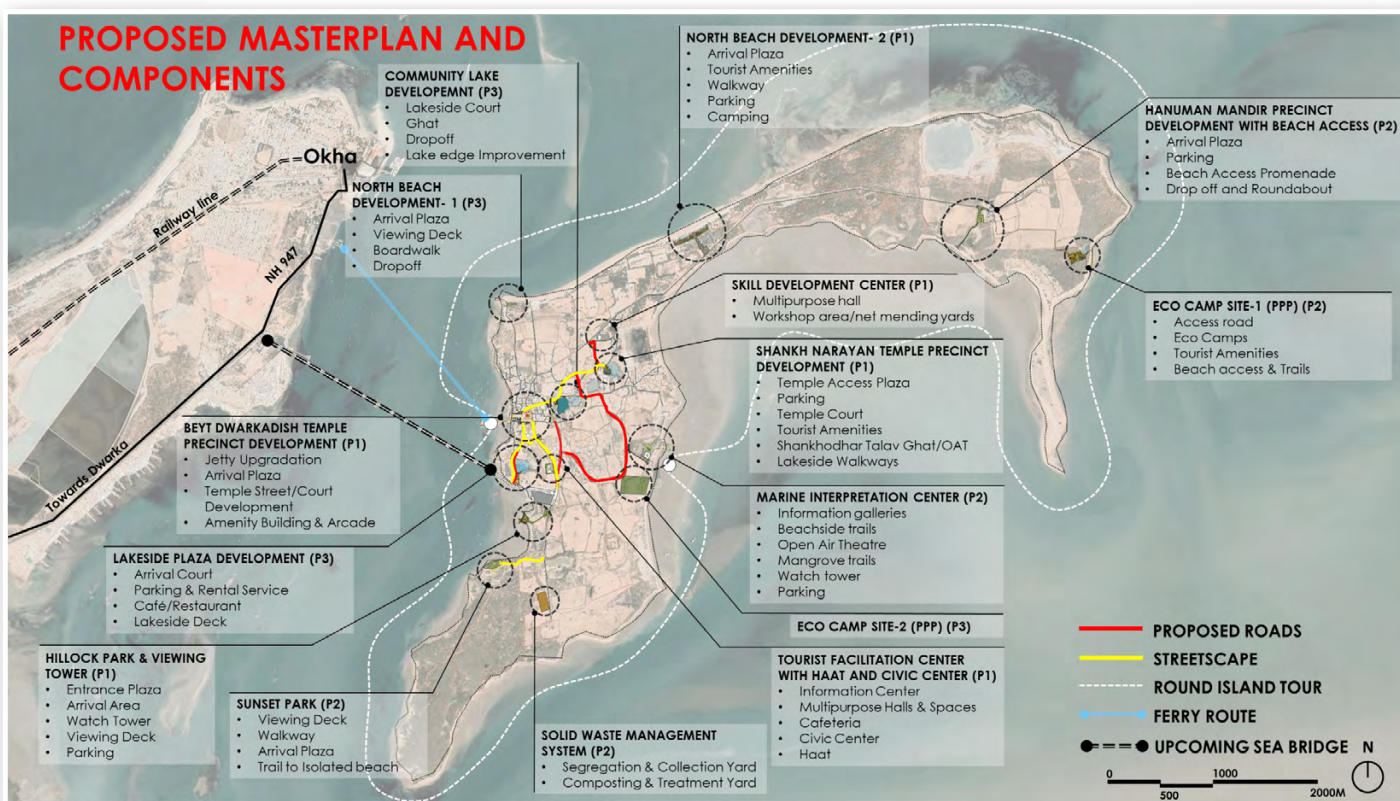 PROPOSED MASTERPLAN AND
COMPONENTS
COMMUNITY LAKE
DEVELOPEMNT (P3)
• Lakeside Court
• Ghat
• Dropoff
• Lake edge Improvement
NORTH BEACH DEVELOPMENT- 2 (P1)
• Arrival Plaza
• Tourist Amenities
• Walkway
• Parking
• Camping
HANUMAN MANDIR PRECINCT
DEVELOPMENT WITH BEACH ACCESS (P2)
• Arrival Plaza
• Parking
• Beach Access Promenade
• Drop off and Roundabout
Okha
Railway line
NH 947
Towards Dwarka
NORTH BEACH
DEVELOPMENT- 1 (P3)
• Arrival Plaza
• Viewing Deck
• Boardwalk
• Dropoff
SKILL DEVELOPMENT CENTER (P1)
• Multipurpose hall
• Workshop area/net mending yards
ECO CAMP SITE-1 (PPP) (P2)
• Access road
• Eco Camps
• Tourist Amenities
• Beach access & Trails
SHANKH NARAYAN TEMPLE PRECINCT
DEVELOPMENT (P1)
• Temple Access Plaza
• Parking
• Temple Court
• Tourist Amenities
• Shankhodhar Talav Ghat/OAT
• Lakeside Walkways
BEYT DWARKADISH TEMPLE
PRECINCT DEVELOPMENT (P1)
• Jetty Upgradation
• Arrival Plaza
• Temple Street/Court
Development
• Amenity Building & Arcade
MARINE INTERPRETATION CENTER (P2)
• Information galleries
• Beachside trails
• Open Air Theatre
• Mangrove trails
• Watch tower
• Parking
LAKESIDE PLAZA DEVELOPMENT (P3)
• Arrival Court
• Parking & Rental Service
• Café/Restaurant
• Lakeside Deck
ECO CAMP SITE-2 (PPP) (P3)
HILLOCK PARK & VIEWING
TOWER (P1)
• Entrance Plaza
• Arrival Area
• Watch Tower
• Viewing Deck
• Parking
SUNSET PARK (P2)
• Viewing Deck
• Walkway
• Arrival Plaza
• Trail to Isolated beach
SOLID WASTE MANAGEMENT
SYSTEM (P2)
• Segregation & Collection Yard
• Composting & Treatment Yard
TOURIST FACILITATION CENTER
WITH HAAT AND CIVIC CENTER (P1)
• Information Center
• Multipurpose Halls & Spaces
• Cafeteria
• Civic Center
• Haat
PROPOSED ROADS
STREETSCAPE
ROUND ISLAND TOUR
FERRY ROUTE
UPCOMING SEA BRIDGE
N
0 1000
500 2000M